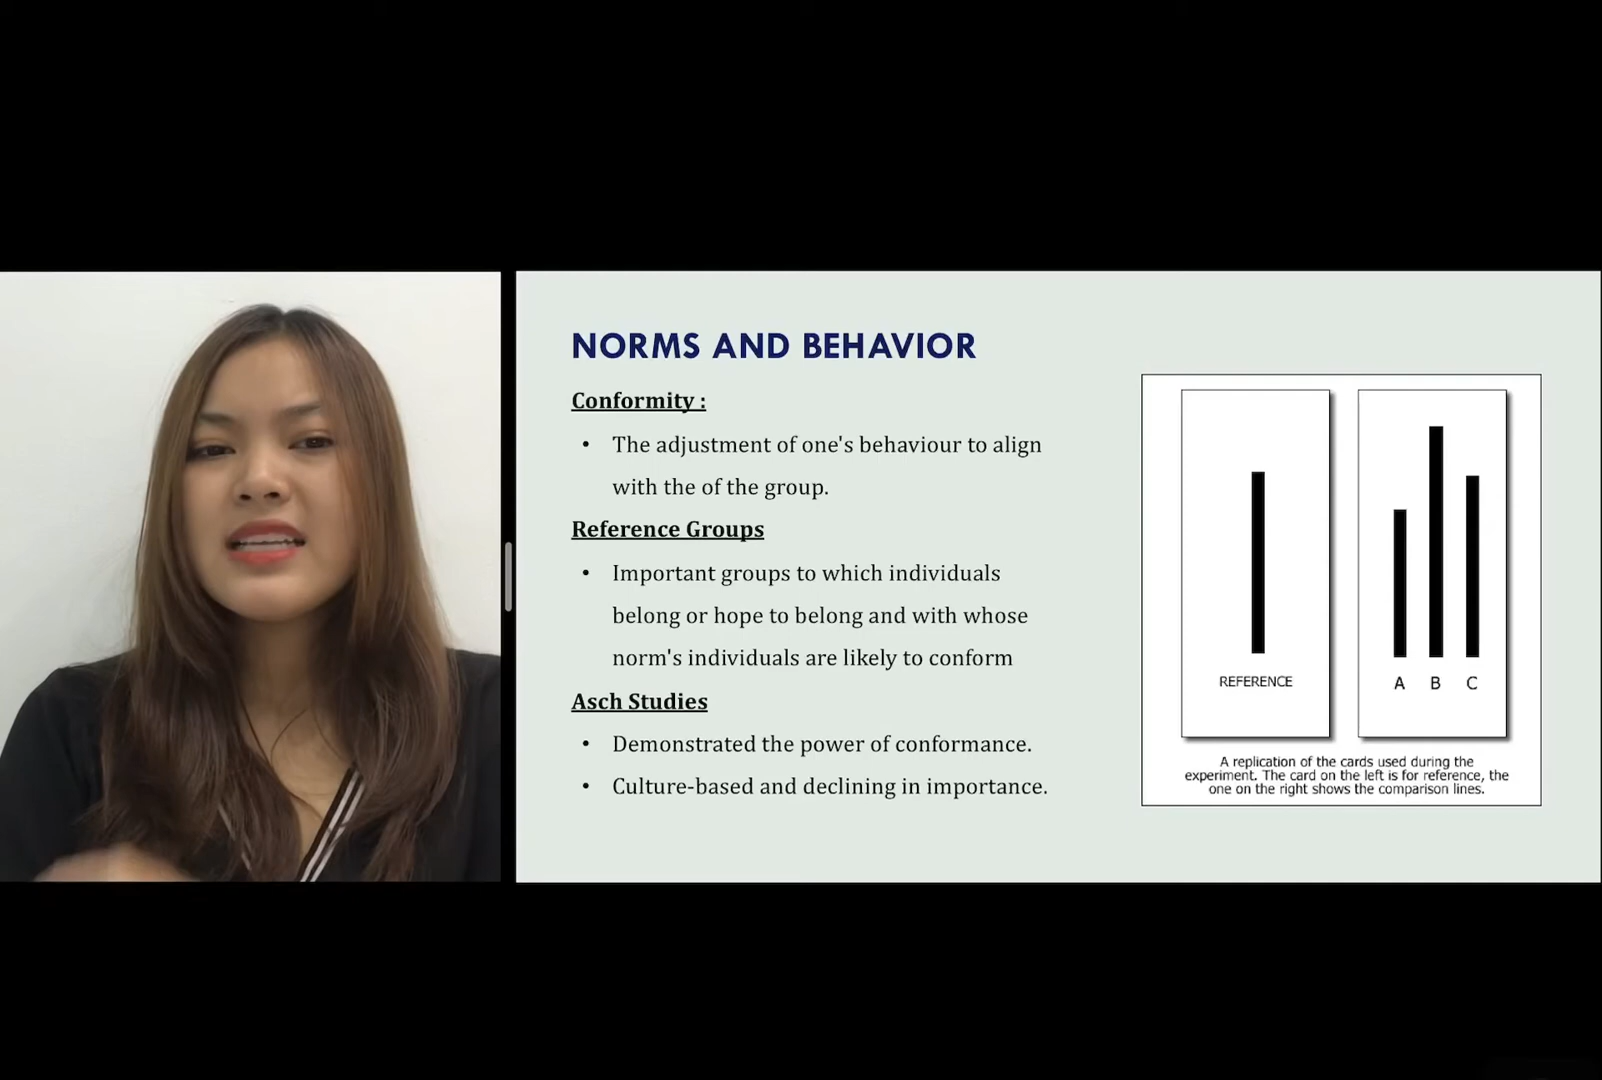 NORMS AND BEHAVIOR
Conformity :
• The adjustment of one's behaviour to align
with the of the group.
Reference Groups
• Important groups to which individuals
belong or hope to belong and with whose
norm's individuals are likely to conform
Asch Studies
• Demonstrated the power of conformance.
• Culture-based and declining in importance.
REFERENCE
A B C
A replication of the cards used during the
experiment. The card on the left is for reference, the
one on the right shows the comparison lines.